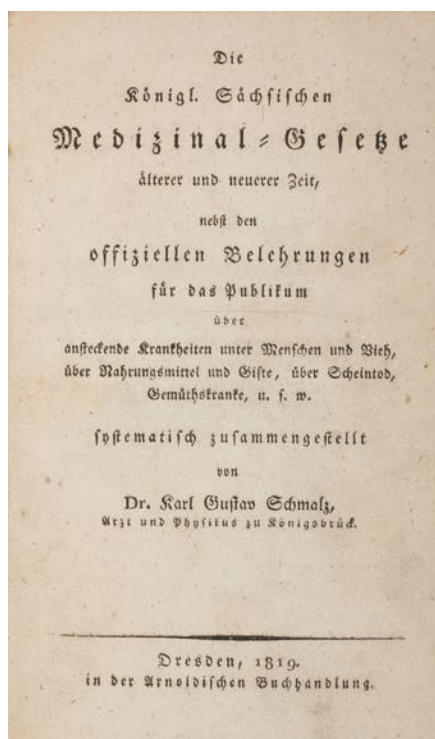 Die
Königl. Sächsischen
Medizinal-Gesetze
älterer und neuerer Zeit,
nebst den
offiziellen Belehrungen
für das Publikum
über
ansteckende Krankheiten unter Menschen und Vieh,
über Nahrungsmittel und Gifte, über Scheintod,
Gemüthskranke, u. s. w.
systematisch zusammengestellt
von
Dr. Karl Gustav Schmalz,
Arzt und Physikus zu Königsbrück.
Dresden, 1819.
in der Arnoldischen Buchhandlung.